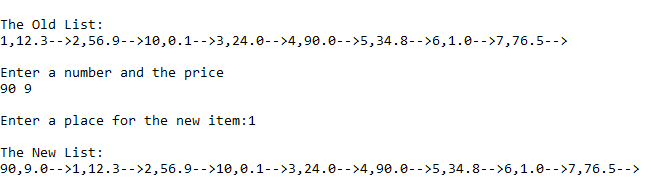 The Old List:
1,12.3-->2,56.9-->10,0.1-->3,24.0-->4,90.0-->5,34.8-->6,1.0-->7,76.5-->
Enter a number and the price
90 9
Enter a place for the new item:1
The New List:
90,9.0-->1,12.3-->2,56.9-->10,0.1-->3,24.0-->4,90.0-->5,34.8-->6,1.0-->7,76.5-->